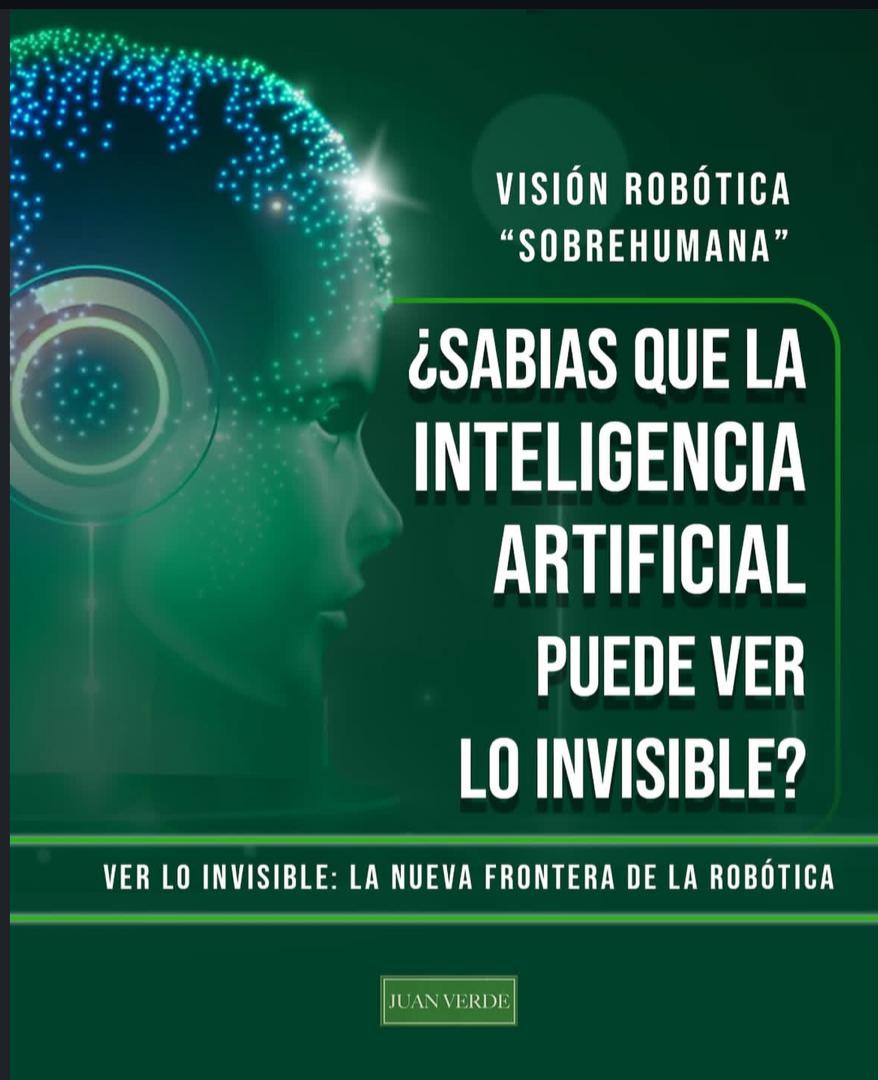 VISIÓN ROBÓTICA
“SOBREHUMANA”
¿SABIAS QUE LA
INTELIGENCIA
ARTIFICIAL
PUEDE VER
LO INVISIBLE?
VER LO INVISIBLE: LA NUEVA FRONTERA DE LA ROBÓTICA
JUAN VERDE